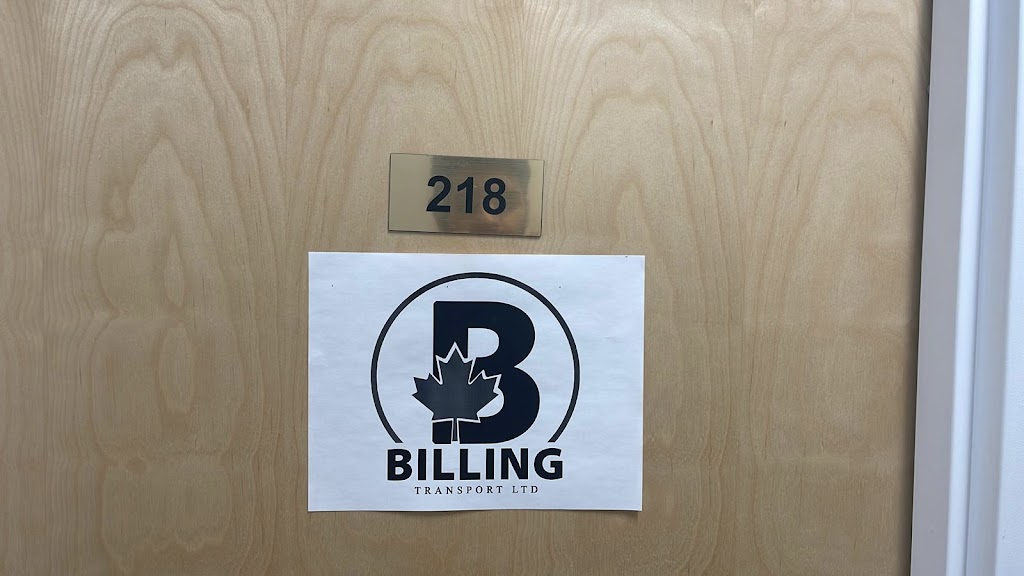 218
B
BILLING
TRANSPORT LTD